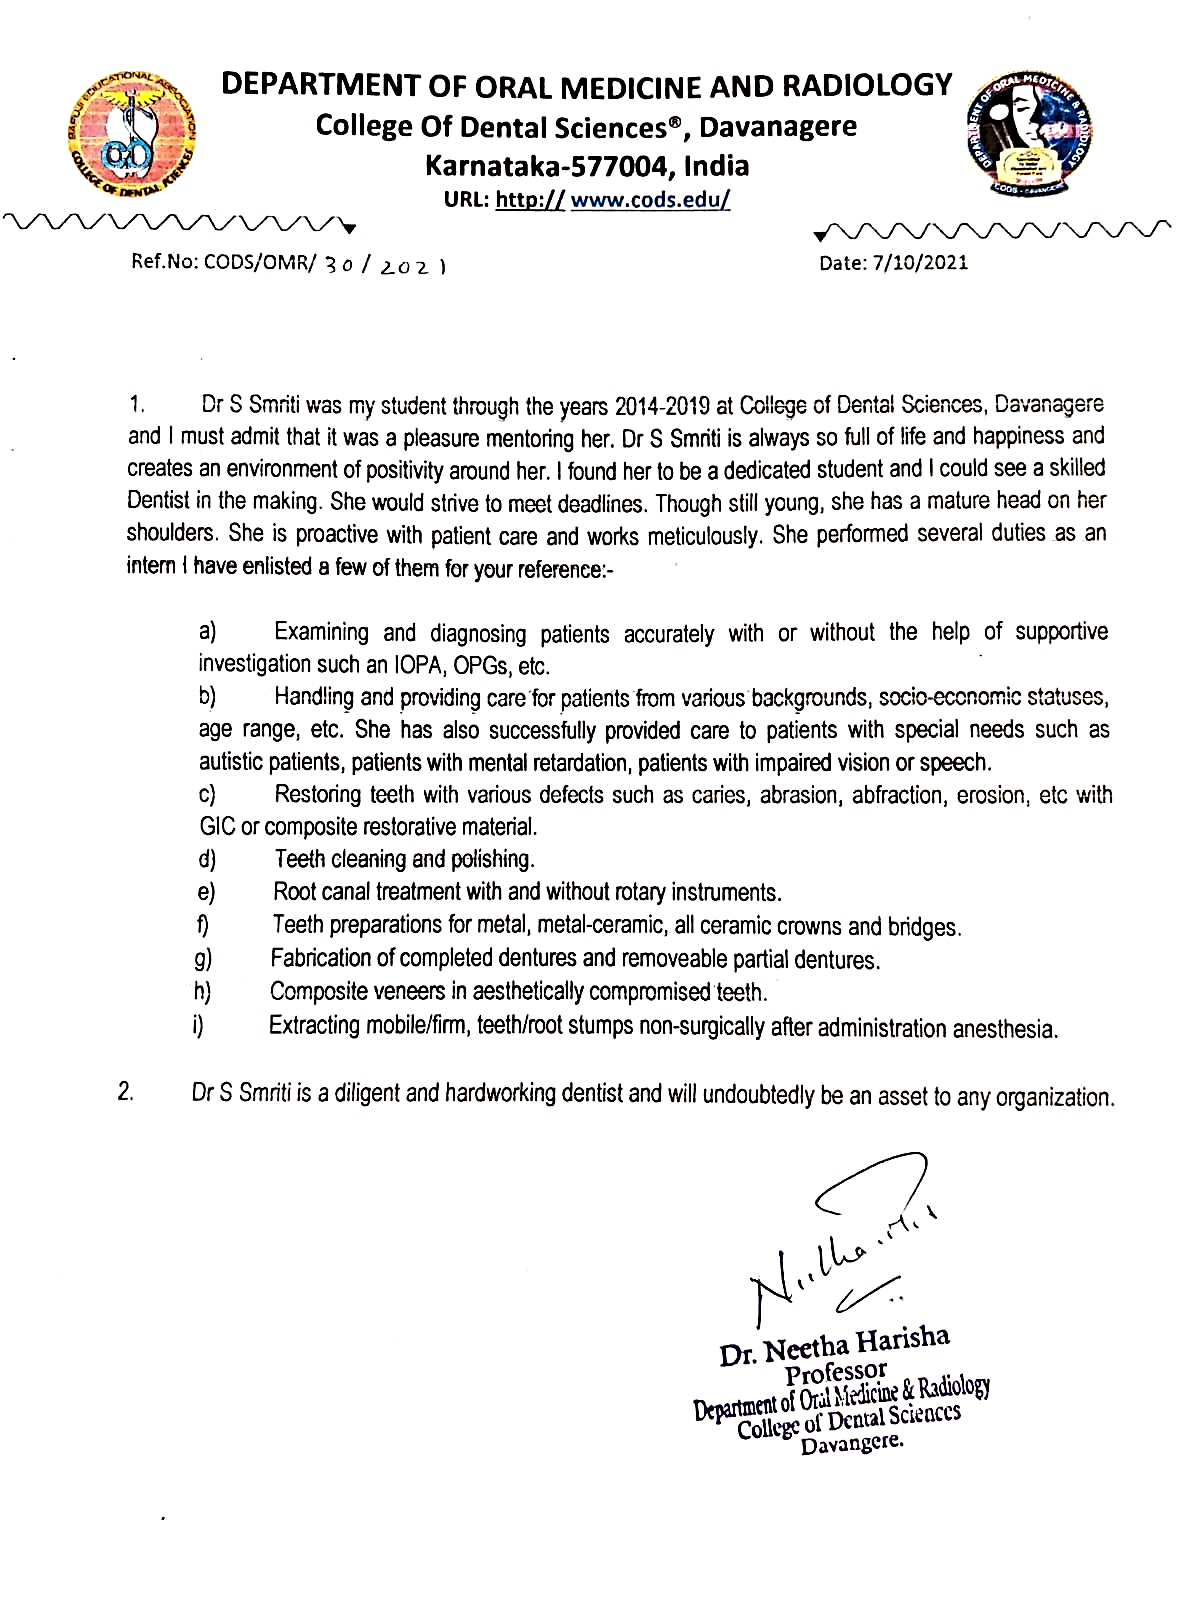 DEPARTMENT OF ORAL MEDICINE AND RADIOLOGY
College Of Dental Sciences®, Davanagere
Karnataka-577004, India
URL: http:// www.cods.edu/
BAPUJI EDUCATIONAL ASSOCIATION
COLLEGE OF DENTAL SCIENCES
DEPARTMENT OF ORAL MEDICINE & RADIOLOGY
CODS - DAVANGERE
Ref.No: CODS/OMR/ 30 / 2021
Date: 7/10/2021
1. Dr S Smriti was my student through the years 2014-2019 at College of Dental Sciences, Davanagere
and I must admit that it was a pleasure mentoring her. Dr S Smriti is always so full of life and happiness and
creates an environment of positivity around her. I found her to be a dedicated student and I could see a skilled
Dentist in the making. She would strive to meet deadlines. Though still young, she has a mature head on her
shoulders. She is proactive with patient care and works meticulously. She performed several duties as an
intern I have enlisted a few of them for your reference:-
a) Examining and diagnosing patients accurately with or without the help of supportive
investigation such an IOPA, OPGs, etc.
b) Handling and providing care for patients from various backgrounds, socio-economic statuses,
age range, etc. She has also successfully provided care to patients with special needs such as
autistic patients, patients with mental retardation, patients with impaired vision or speech.
c) Restoring teeth with various defects such as caries, abrasion, abfraction, erosion, etc with
GIC or composite restorative material.
d) Teeth cleaning and polishing.
e) Root canal treatment with and without rotary instruments.
f) Teeth preparations for metal, metal-ceramic, all ceramic crowns and bridges.
g) Fabrication of completed dentures and removeable partial dentures.
h) Composite veneers in aesthetically compromised teeth.
i) Extracting mobile/firm, teeth/root stumps non-surgically after administration anesthesia.
2. Dr S Smriti is a diligent and hardworking dentist and will undoubtedly be an asset to any organization.
Dr. Neetha Harisha
Professor
Department of Oral Medicine & Radiology
College of Dental Sciences
Davangere.